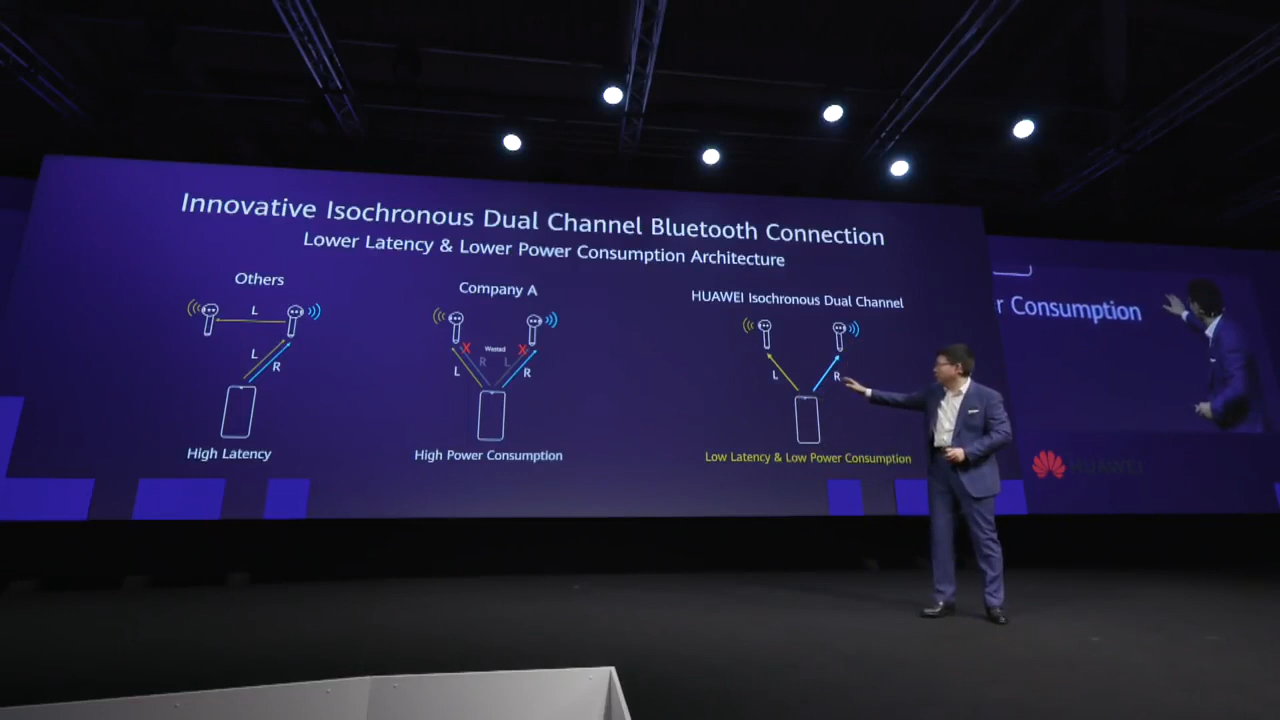 Innovative Isochronous Dual Channel Bluetooth Connection
Lower Latency & Lower Power Consumption Architecture
Others
L
L
R
High Latency
Company A
Wasted
X
X
R
L
L
R
High Power Consumption
HUAWEI Isochronous Dual Channel
L
R
Low Latency & Low Power Consumption
r Consumption
HUAWEI